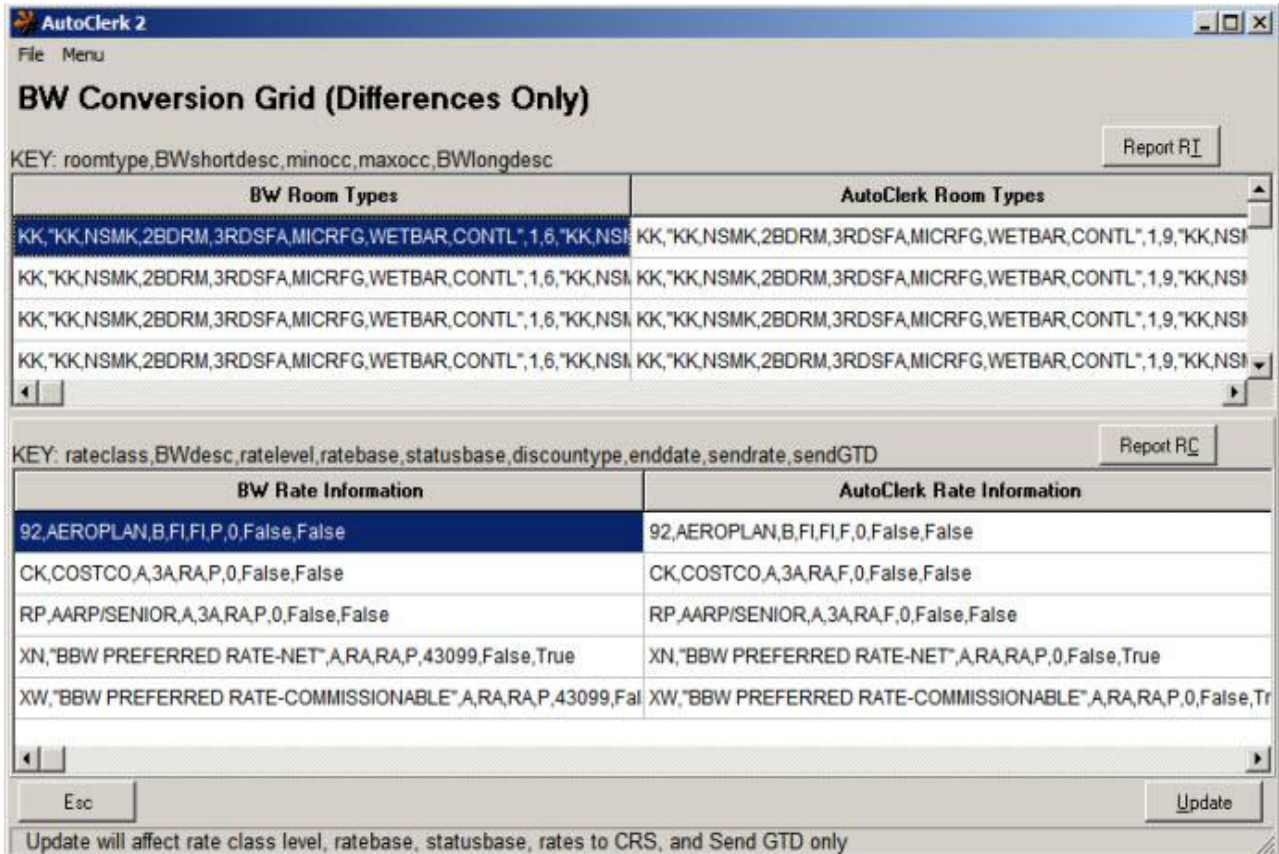 AutoClerk 2
File Menu
BW Conversion Grid (Differences Only)
Report RT
KEY: roomtype,BWshortdesc,minocc,maxocc,BWlongdesc
BW Room Types AutoClerk Room Types
KK,"KK,NSMK,2BDRM,3RDSFA,MICRFG,WETBAR,CONTL",1,6,"KK,NSM KK,"KK,NSMK,2BDRM,3RDSFA,MICRFG,WETBAR,CONTL",1,9,"KK,NSM
KK,"KK,NSMK,2BDRM,3RDSFA,MICRFG,WETBAR,CONTL",1,6,"KK,NSM KK,"KK,NSMK,2BDRM,3RDSFA,MICRFG,WETBAR,CONTL",1,9,"KK,NSM
KK,"KK,NSMK,2BDRM,3RDSFA,MICRFG,WETBAR,CONTL",1,6,"KK,NSM KK,"KK,NSMK,2BDRM,3RDSFA,MICRFG,WETBAR,CONTL",1,9,"KK,NSM
KK,"KK,NSMK,2BDRM,3RDSFA,MICRFG,WETBAR,CONTL",1,6,"KK,NSM KK,"KK,NSMK,2BDRM,3RDSFA,MICRFG,WETBAR,CONTL",1,9,"KK,NSM
Report RC
KEY: rateclass,BWdesc,ratelevel,ratebase,statusbase,discountype,enddate,sendrate,sendGTD
BW Rate Information AutoClerk Rate Information
92,AEROPLAN,B,FI,FI,P,0,False,False 92,AEROPLAN,B,FI,FI,F,0,False,False
CK,COSTCO,A,3A,RA,P,0,False,False CK,COSTCO,A,3A,RA,F,0,False,False
RP,AARP/SENIOR,A,3A,RA,P,0,False,False RP,AARP/SENIOR,A,3A,RA,F,0,False,False
XN,"BBW PREFERRED RATE-NET",A,RA,RA,P,43099,False,True XN,"BBW PREFERRED RATE-NET",A,RA,RA,P,0,False,True
XW,"BBW PREFERRED RATE-COMMISSIONABLE",A,RA,RA,P,43099,Fal XW,"BBW PREFERRED RATE-COMMISSIONABLE",A,RA,RA,P,0,False,Tr
Esc Update
Update will affect rate class level, ratebase, statusbase, rates to CRS, and Send GTD only